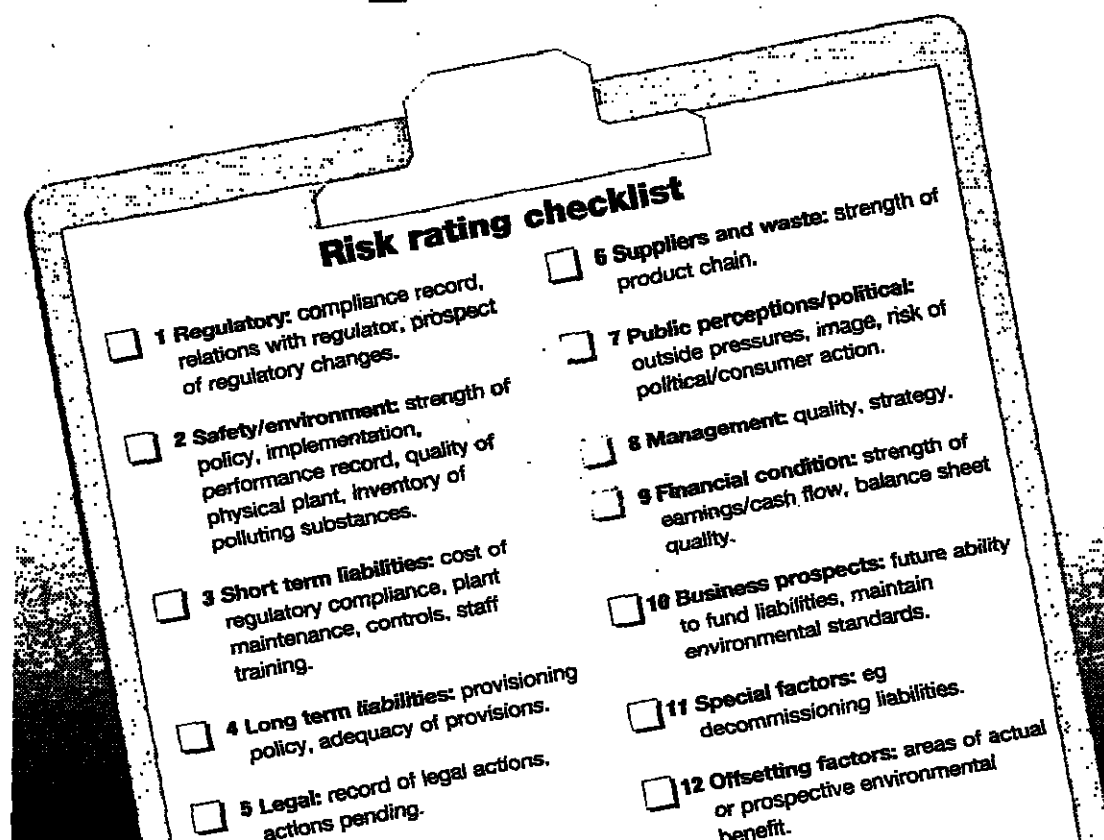 Risk rating checklist
1 Regulatory: compliance record,
relations with regulator, prospect
of regulatory changes.
2 Safety/environment: strength of
policy, implementation,
performance record, quality of
physical plant. inventory of
polluting substances.
3 Short term liabilities: cost of
regulatory compliance, plant
maintenance, controls, staff
training.
4 Long term liabilities: provisioning
policy, adequacy of provisions.
5 Legal: record of legal actions,
actions pending.
6 Suppliers and waste: strength of
product chain.
7 Public perceptions/political:
outside pressures, image, risk of
political/consumer action.
8 Management: quality, strategy.
9 Financial condition: strength of
earnings/cash flow, balance sheet
quality.
10 Business prospects: future ability
to fund liabilities, maintain
environmental standards.
11 Special factors: eg
decommissioning liabilities.
12 Offsetting factors: areas of actual
or prospective environmental
benefit.